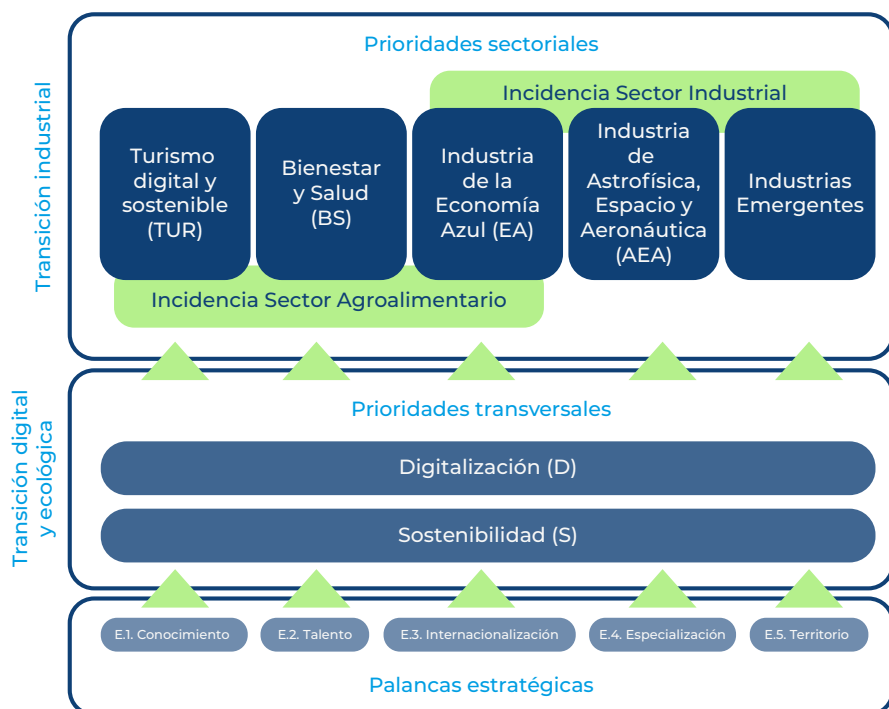 Prioridades sectoriales
Transición industrial
Incidencia Sector Industrial
Turismo
digital y
sostenible
(TUR)
Bienestar
y Salud
(BS)
Industria
de la
Economía
Azul (EA)
Industria
de
Astrofísica,
Espacio y
Aeronáutica
(AEA)
Industrias
Emergentes
Incidencia Sector Agroalimentario
Transición digital
y ecológica
Prioridades transversales
Digitalización (D)
Sostenibilidad (S)
E.1. Conocimiento
E.2. Talento
E.3. Internacionalización
E.4. Especialización
E.5. Territorio
Palancas estratégicas